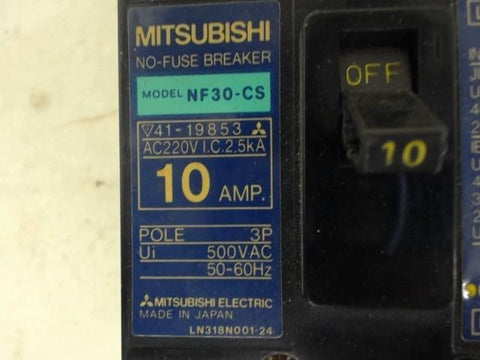 MITSUBISHI
NO-FUSE BREAKER
MODEL NF30-CS
▽41-19853
AC220V I.C.2.5kA
10 AMP.
POLE 3P
Ui 500VAC
50-60Hz
MITSUBISHI ELECTRIC
MADE IN JAPAN
LN318N001-24
OFF
10